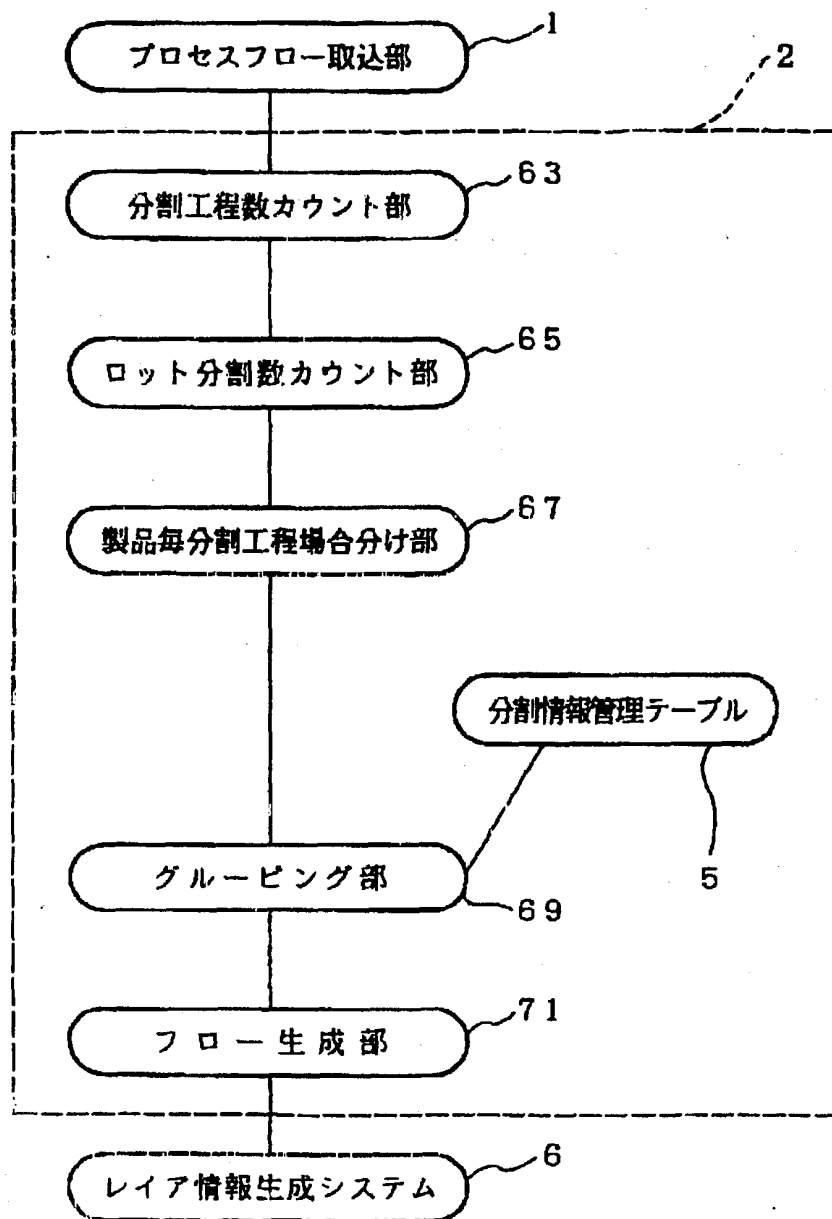 プロセスフロー取込部
1
2
分割工程数カウント部
63
ロット分割数カウント部
65
製品毎分割工程場合分け部
67
分割情報管理テーブル
5
グルーピング部
69
フロー生成部
71
レイア情報生成システム
6